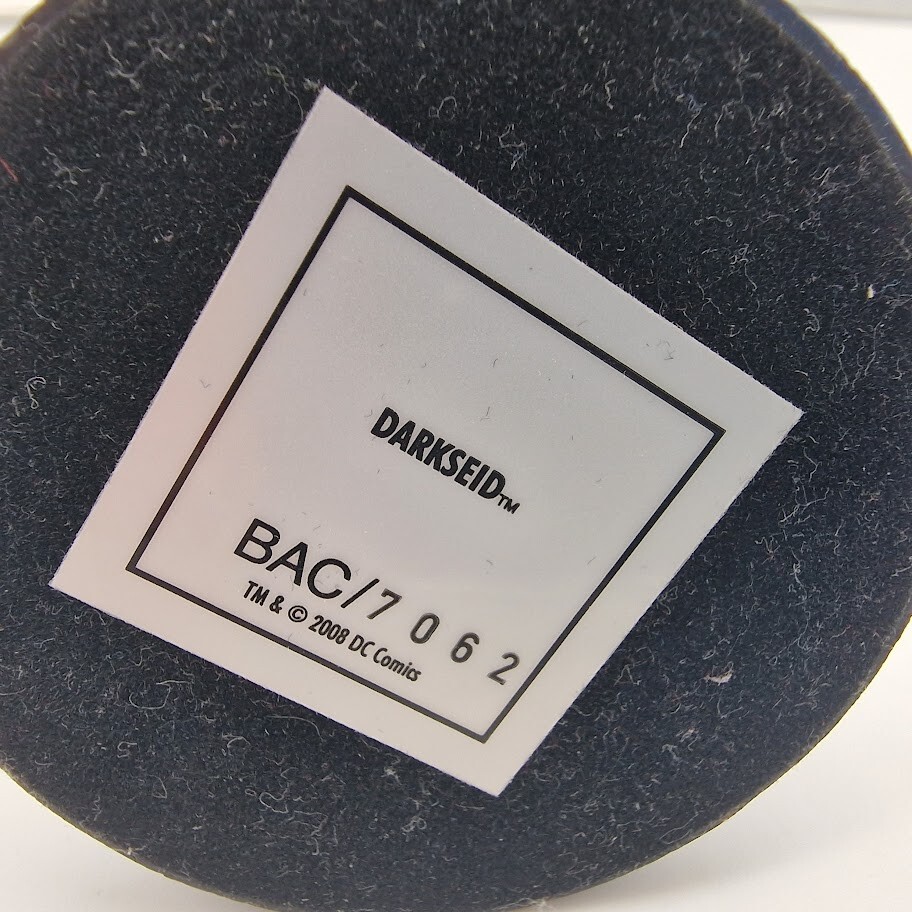 DARKSEID™
BAC/7062
TM & © 2008 DC Comics